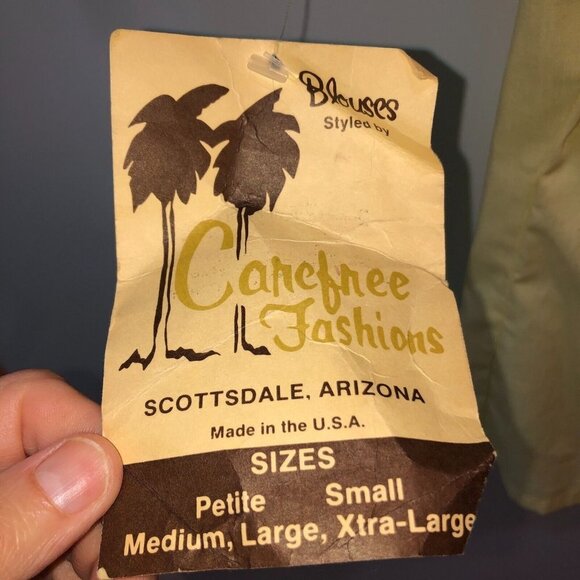 Blouses
Styled by
Carefree
Fashions
SCOTTSDALE, ARIZONA
Made in the U.S.A.
SIZES
Petite Small
Medium, Large, Xtra-Large